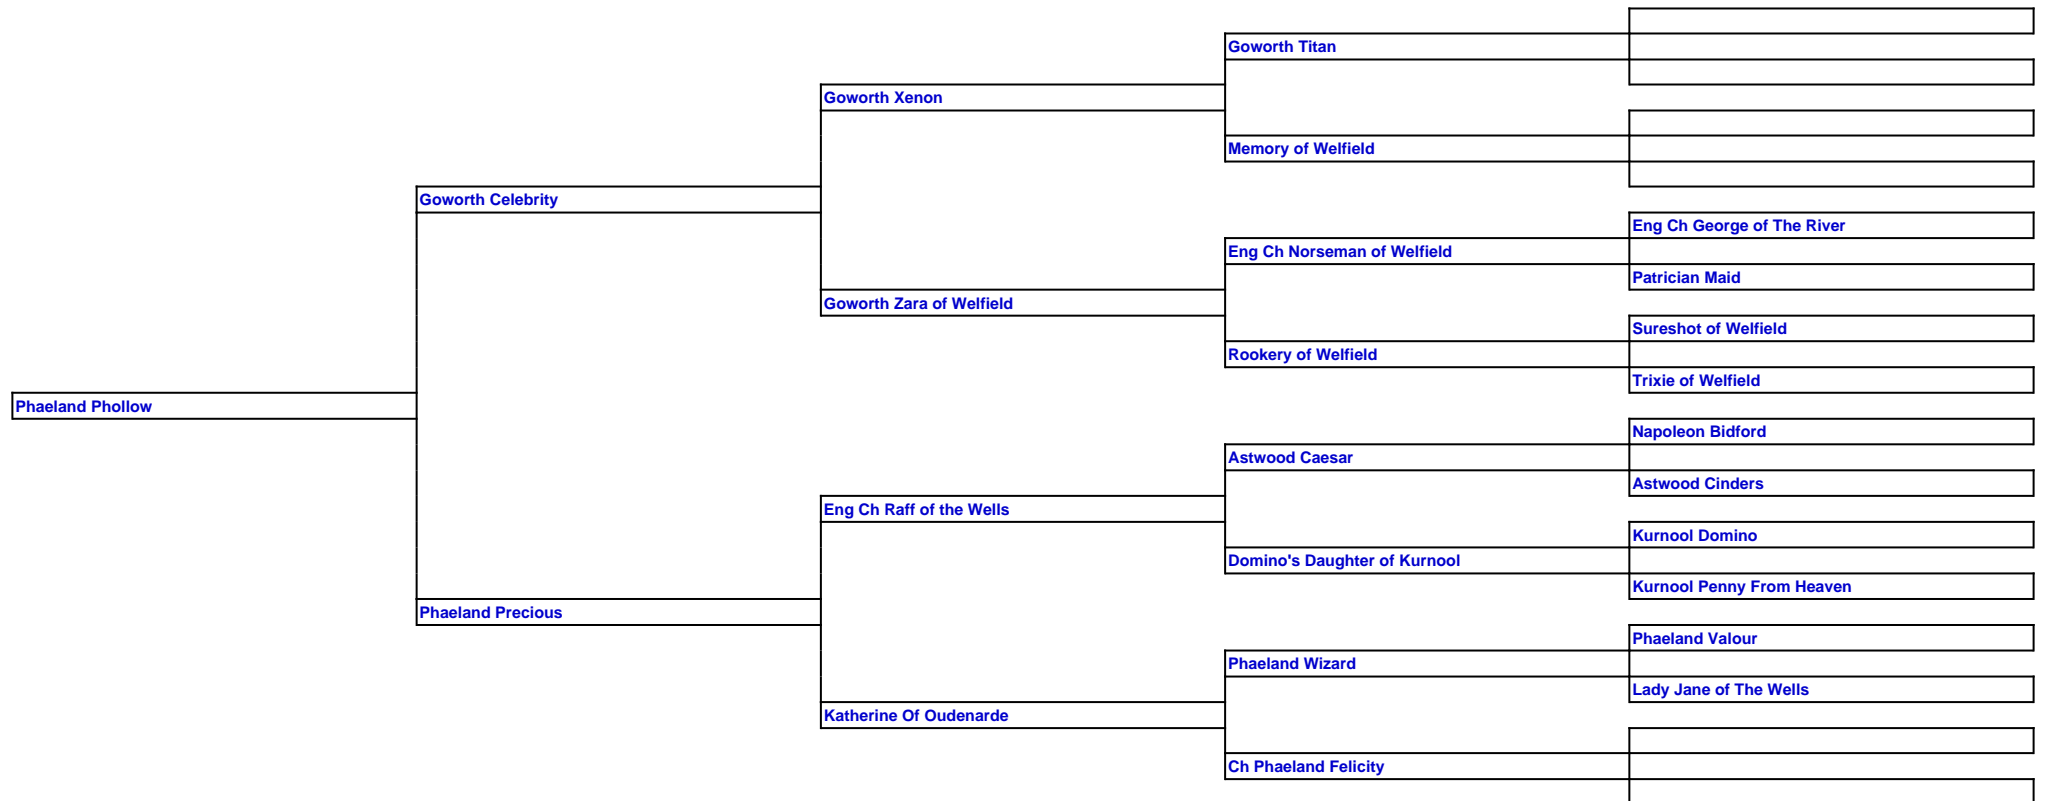 Goworth Titan
Goworth Xenon
Memory of Welfield
Goworth Celebrity
Eng Ch George of The River
Eng Ch Norseman of Welfield
Patrician Maid
Goworth Zara of Welfield
Sureshot of Welfield
Rookery of Welfield
Trixie of Welfield
Phaeland Phollow
Napoleon Bidford
Astwood Caesar
Astwood Cinders
Eng Ch Raff of the Wells
Kurnool Domino
Domino's Daughter of Kurnool
Kurnool Penny From Heaven
Phaeland Precious
Phaeland Valour
Phaeland Wizard
Lady Jane of The Wells
Katherine Of Oudenarde
Ch Phaeland Felicity